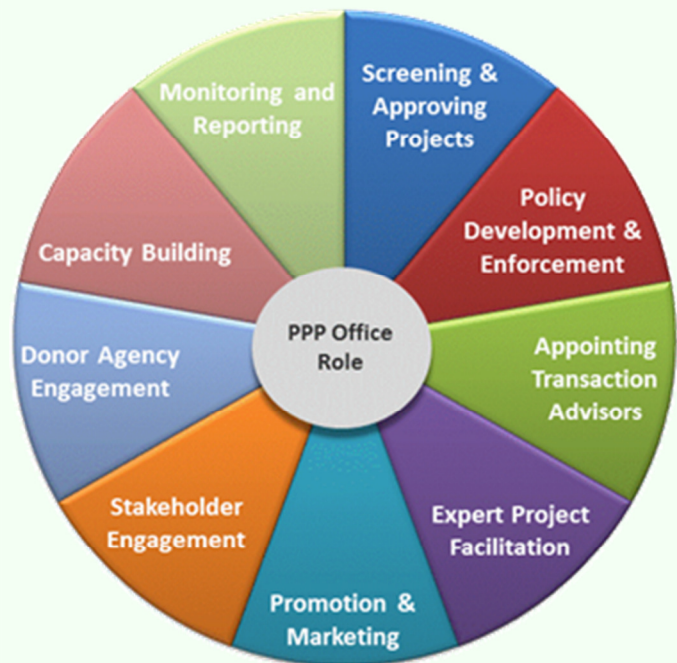 Screening &
Approving
Projects
Policy
Development &
Enforcement
Appointing
Transaction
Advisors
Expert Project
Facilitation
Promotion &
Marketing
Stakeholder
Engagement
Donor Agency
Engagement
Capacity Building
Monitoring and
Reporting
PPP Office
Role